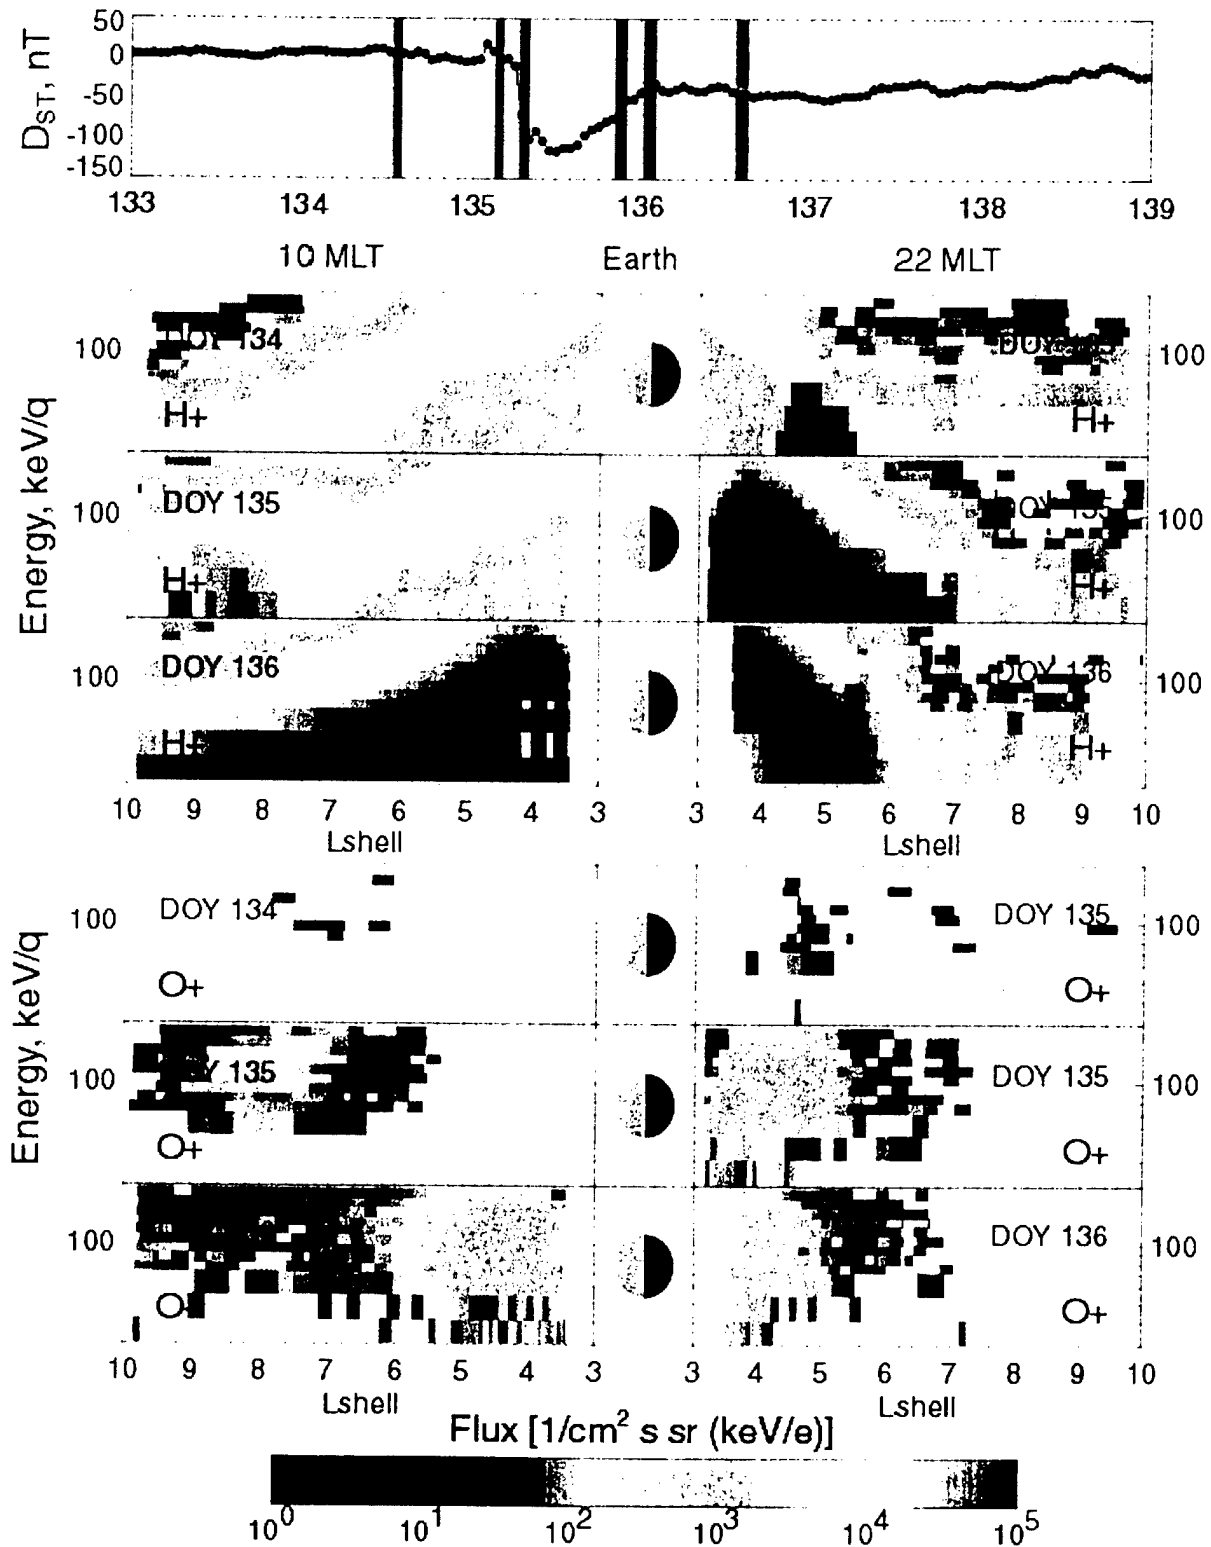 50
0
-50
-100
-150
D_ST, nT
133 134 135 136 137 138 139
10 MLT Earth 22 MLT
Energy, keV/q
100 DOY 134 100
H+ H+
100 DOY 135 DOY 135 100
H+ H+
100 DOY 136 DOY 136 100
H+ H+
10 9 8 7 6 5 4 3 3 4 5 6 7 8 9 10
Lshell Lshell
Energy, keV/q
100 DOY 134 DOY 135 100
O+ O+
100 135 DOY 135 100
O+ O+
100 DOY 136 100
O+
10 9 8 7 6 5 4 3 3 4 5 6 7 8 9 10
Lshell Lshell
Flux [1/cm² s sr (keV/e)]
10⁰ 10¹ 10² 10³ 10⁴ 10⁵